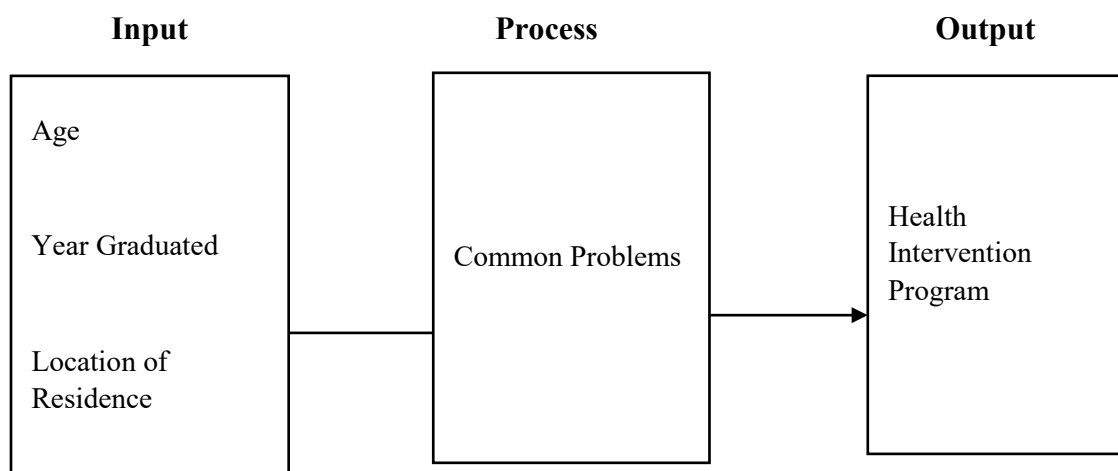 Input
Process
Output
Age
Year Graduated
Location of
Residence
Common Problems
Health
Intervention
Program